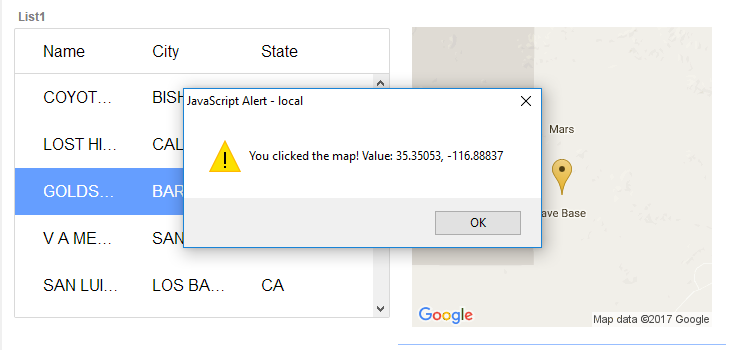 List1
Name City State
COYOT... BISH
JavaScript Alert - local
You clicked the map! Value: 35.35053, -116.88837
OK
LOST HI... CAL
GOLDS... BAR
V A ME... SAN
SAN LUI... LOS BA... CA
Mars
ave Base
Google
Map data ©2017 Google